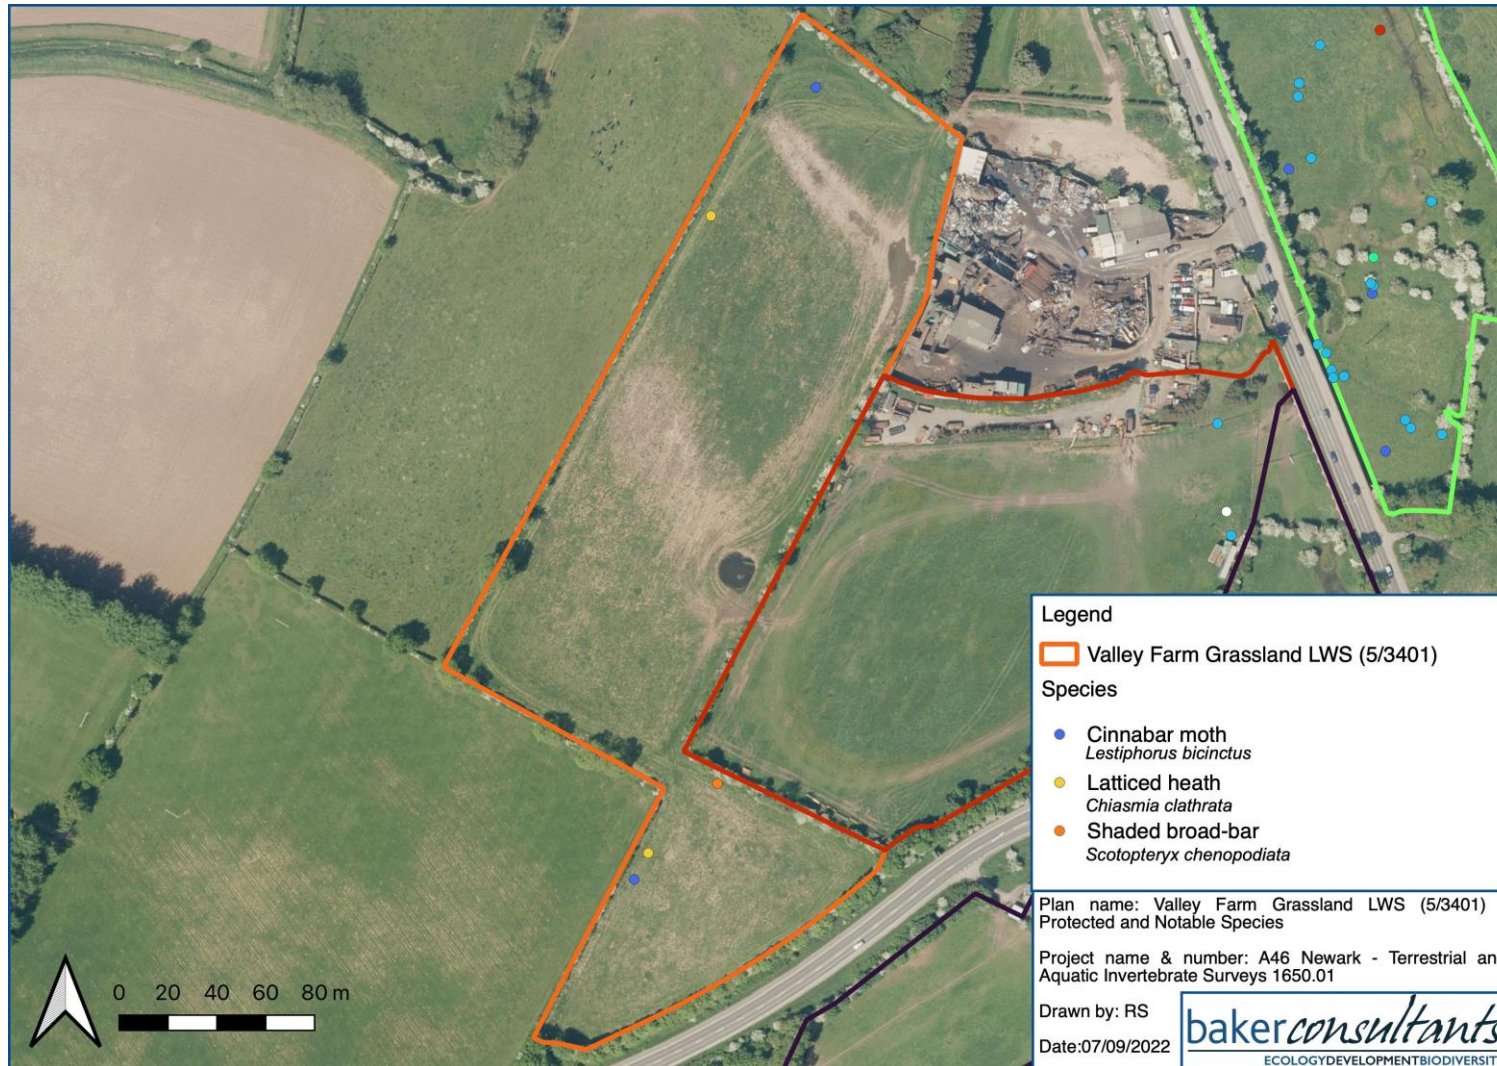 Legend
Valley Farm Grassland LWS (5/3401)
Species
Cinnabar moth
Lestiphorus bicinctus
Latticed heath
Chiasmia clathrata
Shaded broad-bar
Scotopteryx chenopodiata
Plan name: Valley Farm Grassland LWS (5/3401)
Protected and Notable Species
Project name & number: A46 Newark - Terrestrial an
Aquatic Invertebrate Surveys 1650.01
Drawn by: RS
Date:07/09/2022
bakerconsultants
ECOLOGYDEVELOPMENTBIODIVERSIT
0 20 40 60 80 m